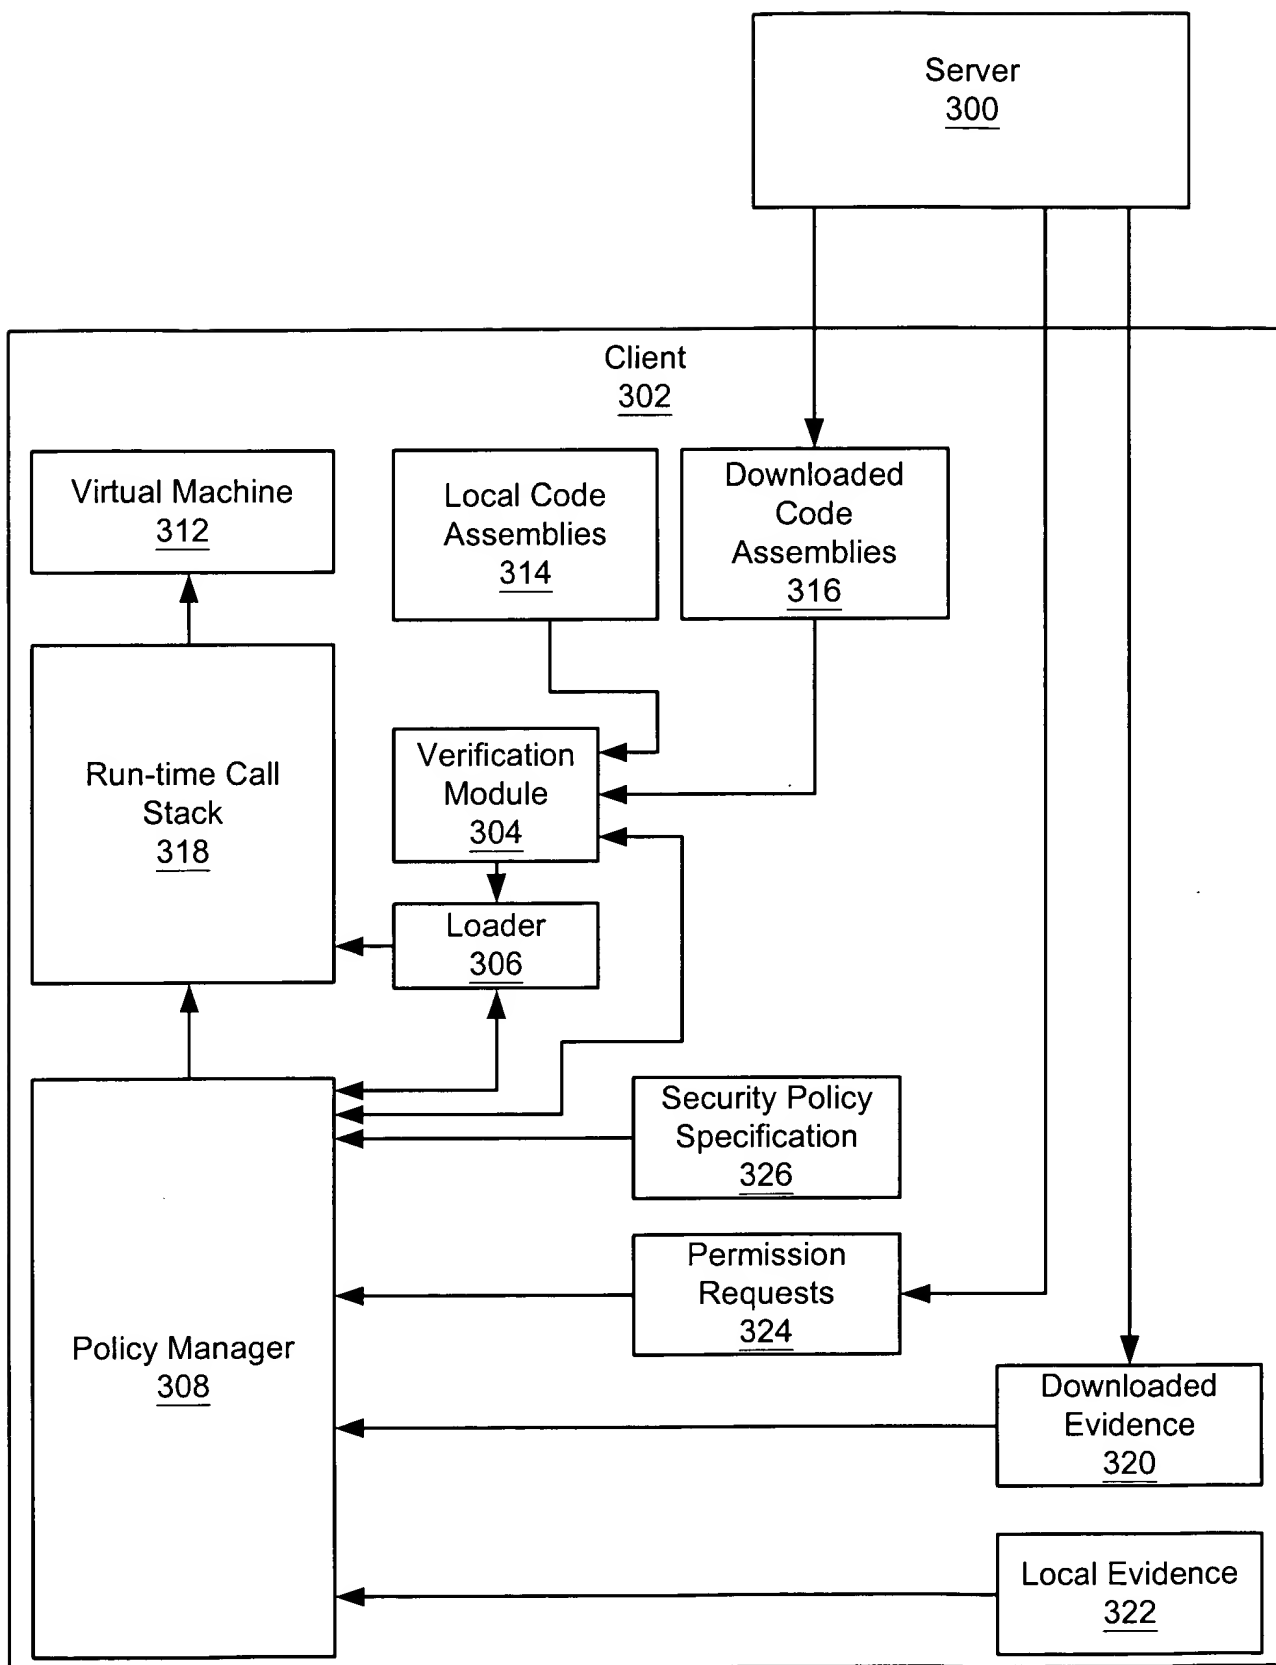 Server
300
Client
302
Virtual Machine
312
Local Code
Assemblies
314
Downloaded
Code
Assemblies
316
Run-time Call
Stack
318
Verification
Module
304
Loader
306
Security Policy
Specification
326
Permission
Requests
324
Policy Manager
308
Downloaded
Evidence
320
Local Evidence
322